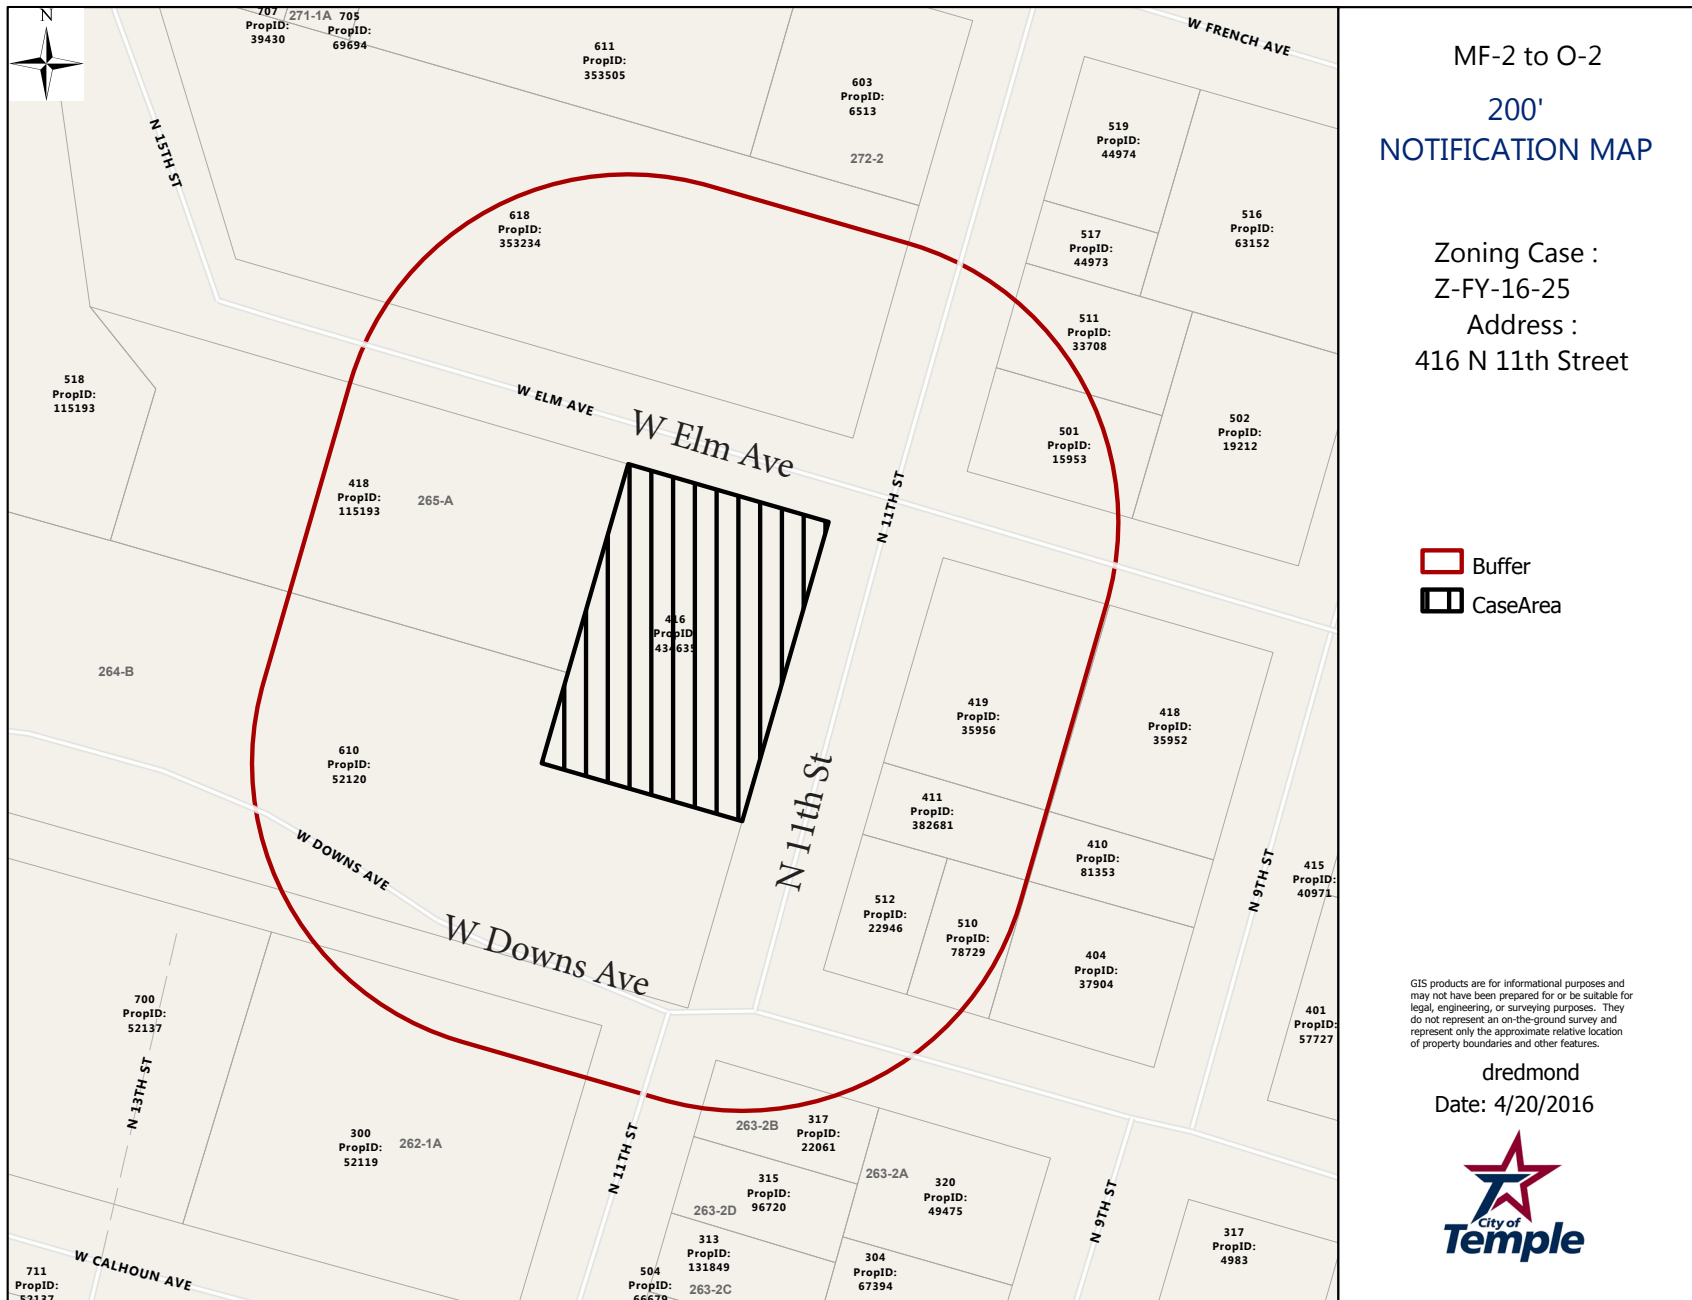 N
707
PropID:
39430
271-1A
705
PropID:
69694
611
PropID:
353505
603
PropID:
6513
272-2
W FRENCH AVE
519
PropID:
44974
517
PropID:
44973
516
PropID:
63152
N 15TH ST
618
PropID:
353234
511
PropID:
33708
518
PropID:
115193
W ELM AVE
W Elm Ave
501
PropID:
15953
502
PropID:
19212
418
PropID:
115193
265-A
N 11TH ST
416
PropID:
434635
264-B
419
PropID:
35956
418
PropID:
35952
610
PropID:
52120
N 11th St
411
PropID:
382681
410
PropID:
81353
W DOWNS AVE
W Downs Ave
512
PropID:
22946
510
PropID:
78729
404
PropID:
37904
N 9TH ST
415
PropID:
40971
700
PropID:
52137
401
PropID:
57727
N 13TH ST
300
PropID:
52119
262-1A
N 11TH ST
263-2B
317
PropID:
22061
315
PropID:
96720
263-2A
320
PropID:
49475
263-2D
313
PropID:
131849
263-2C
304
PropID:
67394
N 9TH ST
317
PropID:
4983
W CALHOUN AVE
711
PropID:
52137
504
PropID:
66679
MF-2 to O-2
200'
NOTIFICATION MAP
Zoning Case :
Z-FY-16-25
Address :
416 N 11th Street
Buffer
CaseArea
GIS products are for informational purposes and
may not have been prepared for or be suitable for
legal, engineering, or surveying purposes. They
do not represent an on-the-ground survey and
represent only the approximate relative location
of property boundaries and other features.
dredmond
Date: 4/20/2016
City of
Temple